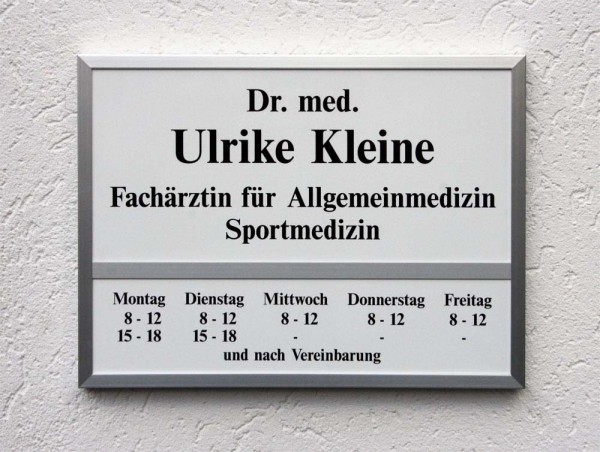 Dr. med.
Ulrike Kleine
Fachärztin für Allgemeinmedizin
Sportmedizin
Montag Dienstag Mittwoch Donnerstag Freitag
8 - 12 8 - 12 8 - 12 8 - 12 8 - 12
15 - 18 15 - 18 - - -
und nach Vereinbarung